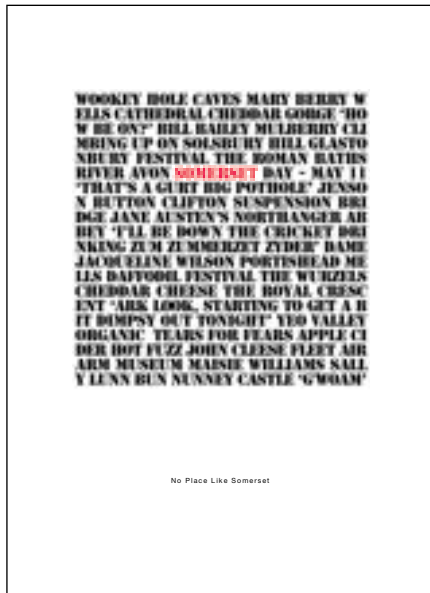 WOOKEY HOLE CAVES MARY BERRY W
ELLS CATHEDRAL CHEDDAR GORGE 'HO
W BE ON?' BILL BAILEY MULBERRY CLI
MBING UP ON SOLSBURY HILL GLASTO
NBURY FESTIVAL THE ROMAN BATHS
RIVER AVON SOMERSET DAY - MAY 11
'THAT'S A GURT BIG POTHOLE' JENSO
N BUTTON CLIFTON SUSPENSION BRI
DGE JANE AUSTEN'S NORTHANGER AB
BEY 'I'LL BE DOWN THE CRICKET DRI
NKING ZUM ZUMMERZET ZYDER' DAME
JACQUELINE WILSON PORTISHEAD ME
LLS DAFFODIL FESTIVAL THE WURZELS
CHEDDAR CHEESE THE ROYAL CRESC
ENT 'ARK LOOK, STARTING TO GET A B
IT DIMPSY OUT TONIGHT' YEO VALLEY
ORGANIC TEARS FOR FEARS APPLE CI
DER HOT FUZZ JOHN CLEESE FLEET AIR
ARM MUSEUM MAISIE WILLIAMS SALL
Y LUNN BUN NUNNEY CASTLE 'G'WOAM'
No Place Like Somerset